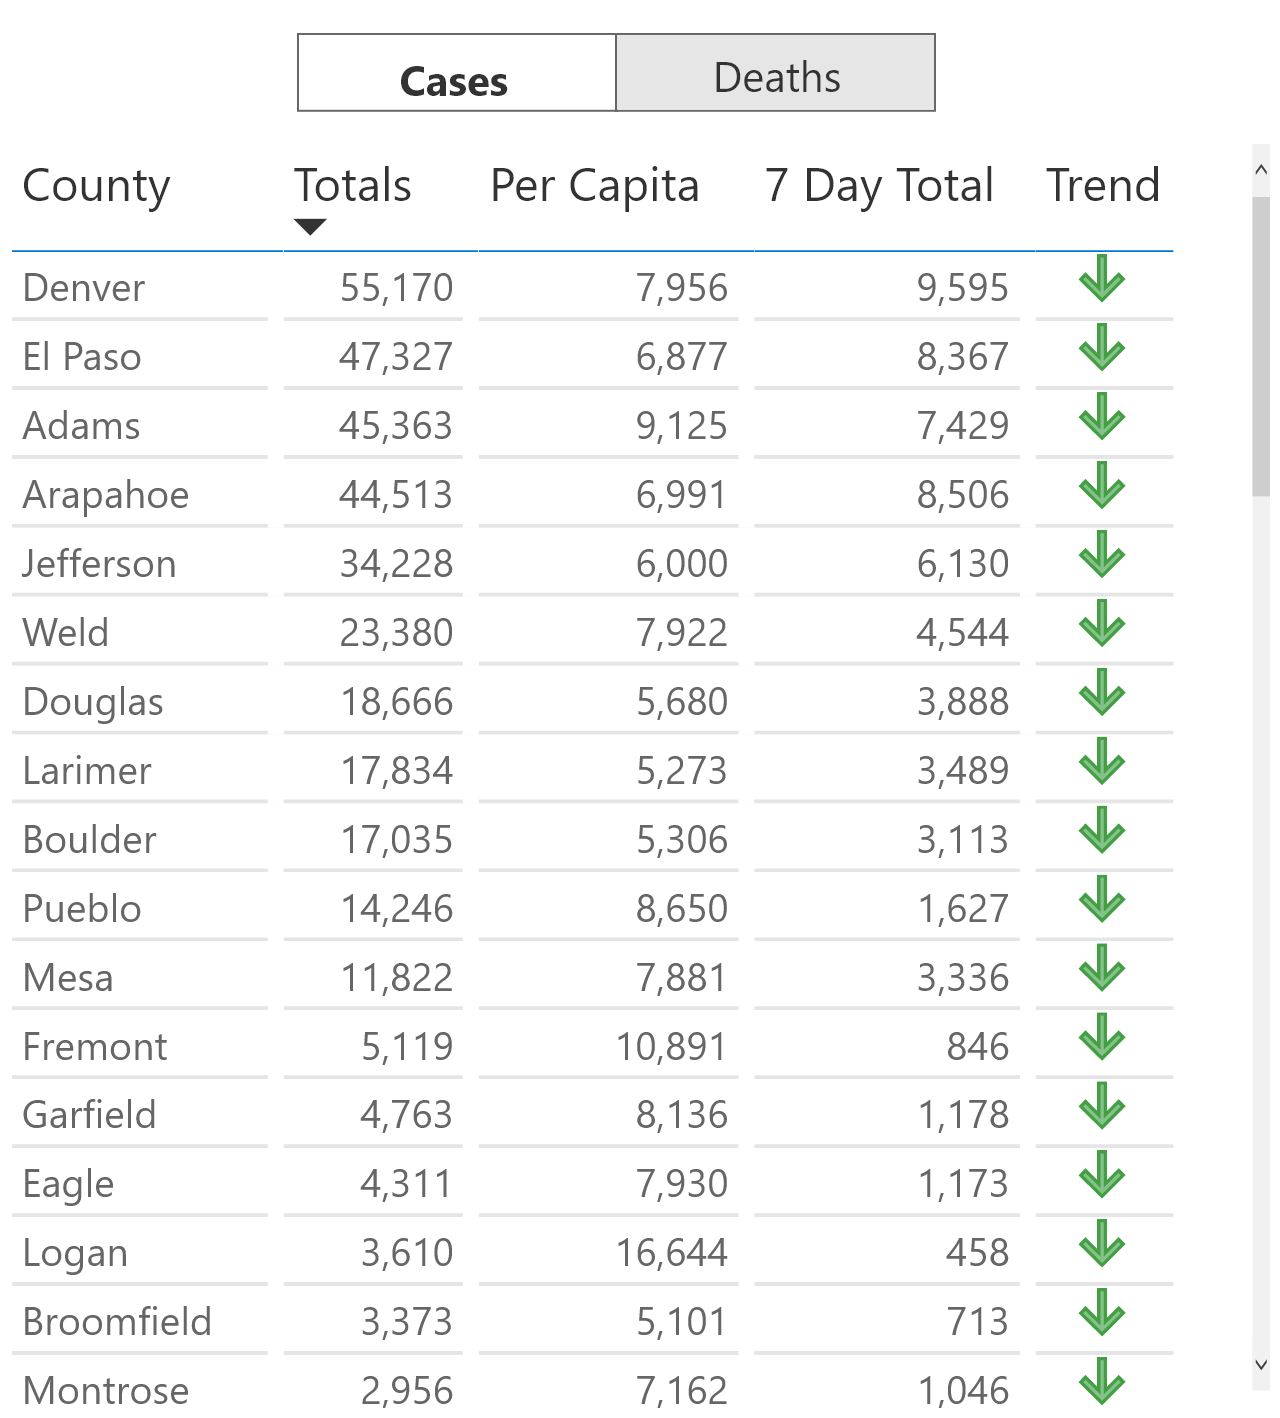 Cases Deaths
County Totals Per Capita 7 Day Total Trend
Denver 55,170 7,956 9,595
El Paso 47,327 6,877 8,367
Adams 45,363 9,125 7,429
Arapahoe 44,513 6,991 8,506
Jefferson 34,228 6,000 6,130
Weld 23,380 7,922 4,544
Douglas 18,666 5,680 3,888
Larimer 17,834 5,273 3,489
Boulder 17,035 5,306 3,113
Pueblo 14,246 8,650 1,627
Mesa 11,822 7,881 3,336
Fremont 5,119 10,891 846
Garfield 4,763 8,136 1,178
Eagle 4,311 7,930 1,173
Logan 3,610 16,644 458
Broomfield 3,373 5,101 713
Montrose 2,956 7,162 1,046